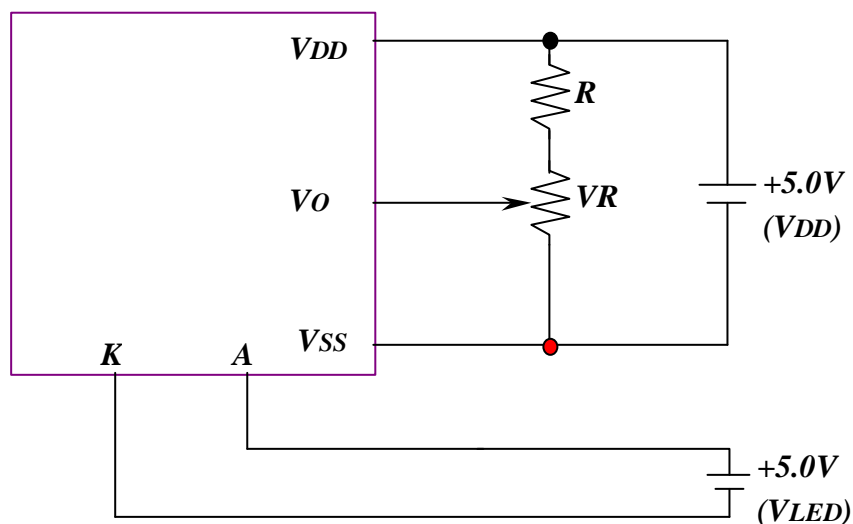 VDD
R
+5.0V
(VDD)
VO
VR
VSS
K
A
+5.0V
(VLED)